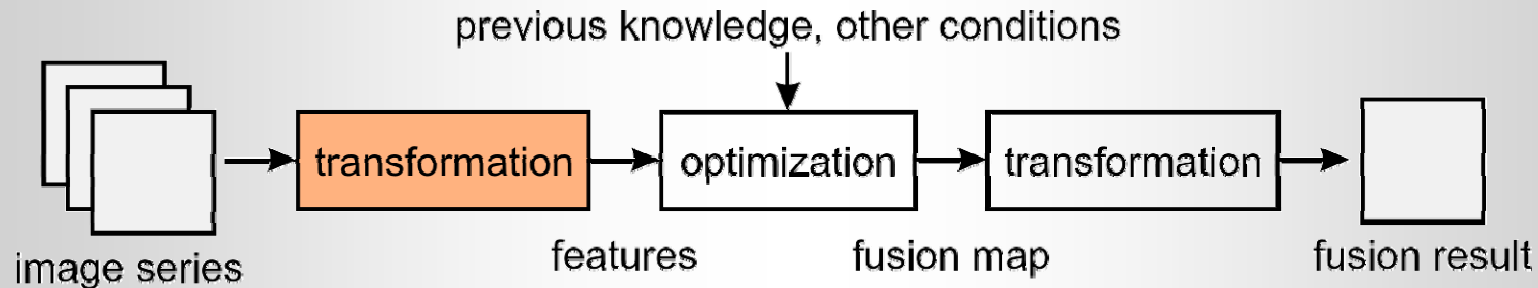 previous knowledge, other conditions
transformation
optimization
transformation
image series
features
fusion map
fusion result